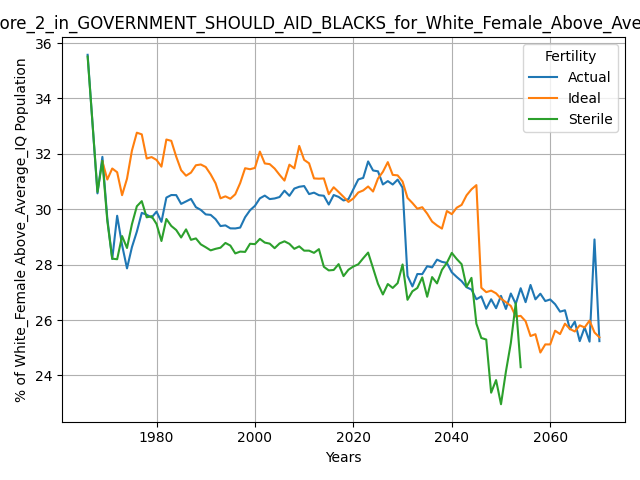 ore_2_in_GOVERNMENT_SHOULD_AID_BLACKS_for_White_Female_Above_Ave
36
34
32
30
28
26
24
% of White_Female Above_Average_IQ Population
Fertility
Actual
Ideal
Sterile
1980 2000 2020 2040 2060
Years